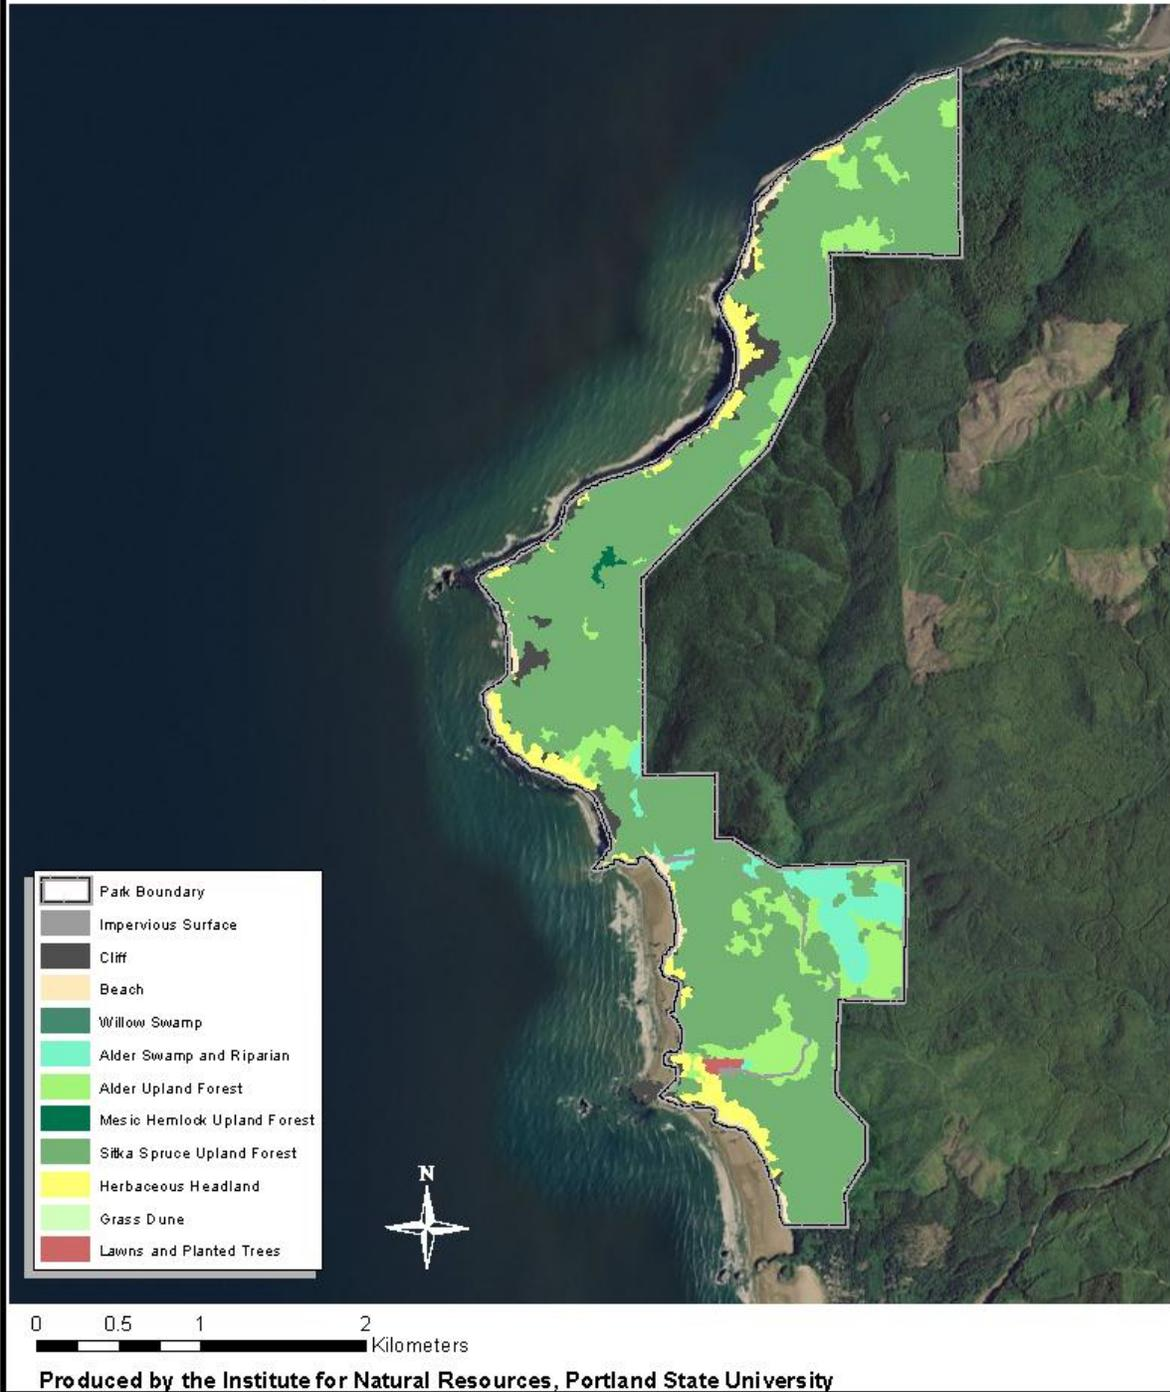 Park Boundary
Impervious Surface
Cliff
Beach
Willow Swamp
Alder Swamp and Riparian
Alder Upland Forest
Mesic Hemlock Upland Forest
Sitka Spruce Upland Forest
Herbaceous Headland
Grass Dune
Lawns and Planted Trees
N
0 0.5 1 2
Kilometers
Produced by the Institute for Natural Resources, Portland State University